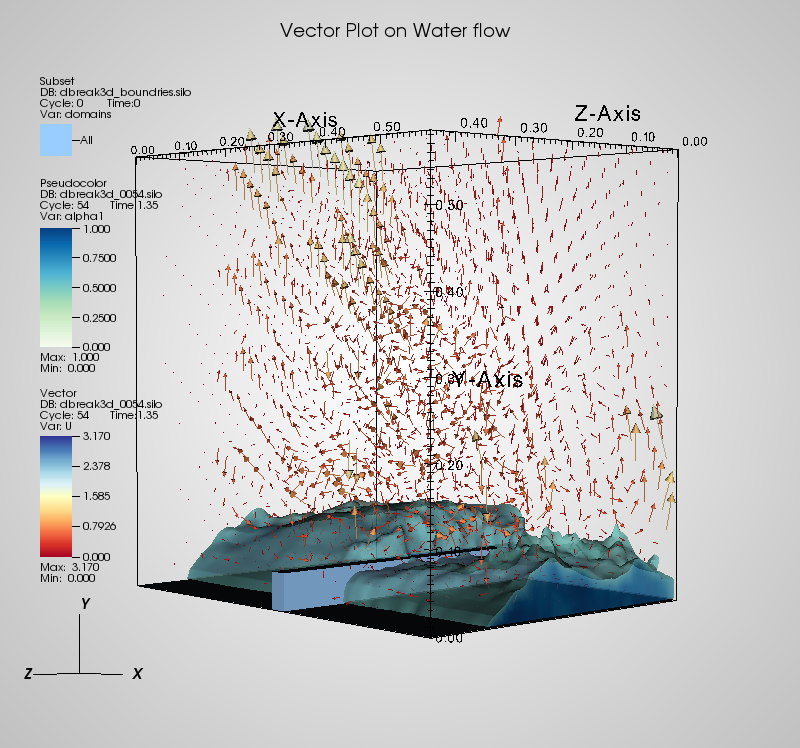 Vector Plot on Water flow
Subset
DB: dbreak3d_boundries.silo
Cycle: 0 Time:0
Var: domains
All
Pseudocolor
DB: dbreak3d_0054.silo
Cycle: 54 Time:1.35
Var: alpha1
1.000
0.7500
0.5000
0.2500
0.000
Max: 1.000
Min: 0.000
Vector
DB: dbreak3d_0054.silo
Cycle: 54 Time:1.35
Var: U
3.170
2.378
1.585
0.7926
0.000
Max: 3.170
Min: 0.000
X-Axis
0.00 0.10 0.20 0.30 0.40 0.50
Z-Axis
0.40 0.30 0.20 0.10 0.00
0.50
0.40
0.30
Y-Axis
0.20
0.10
0.00
Y
Z X